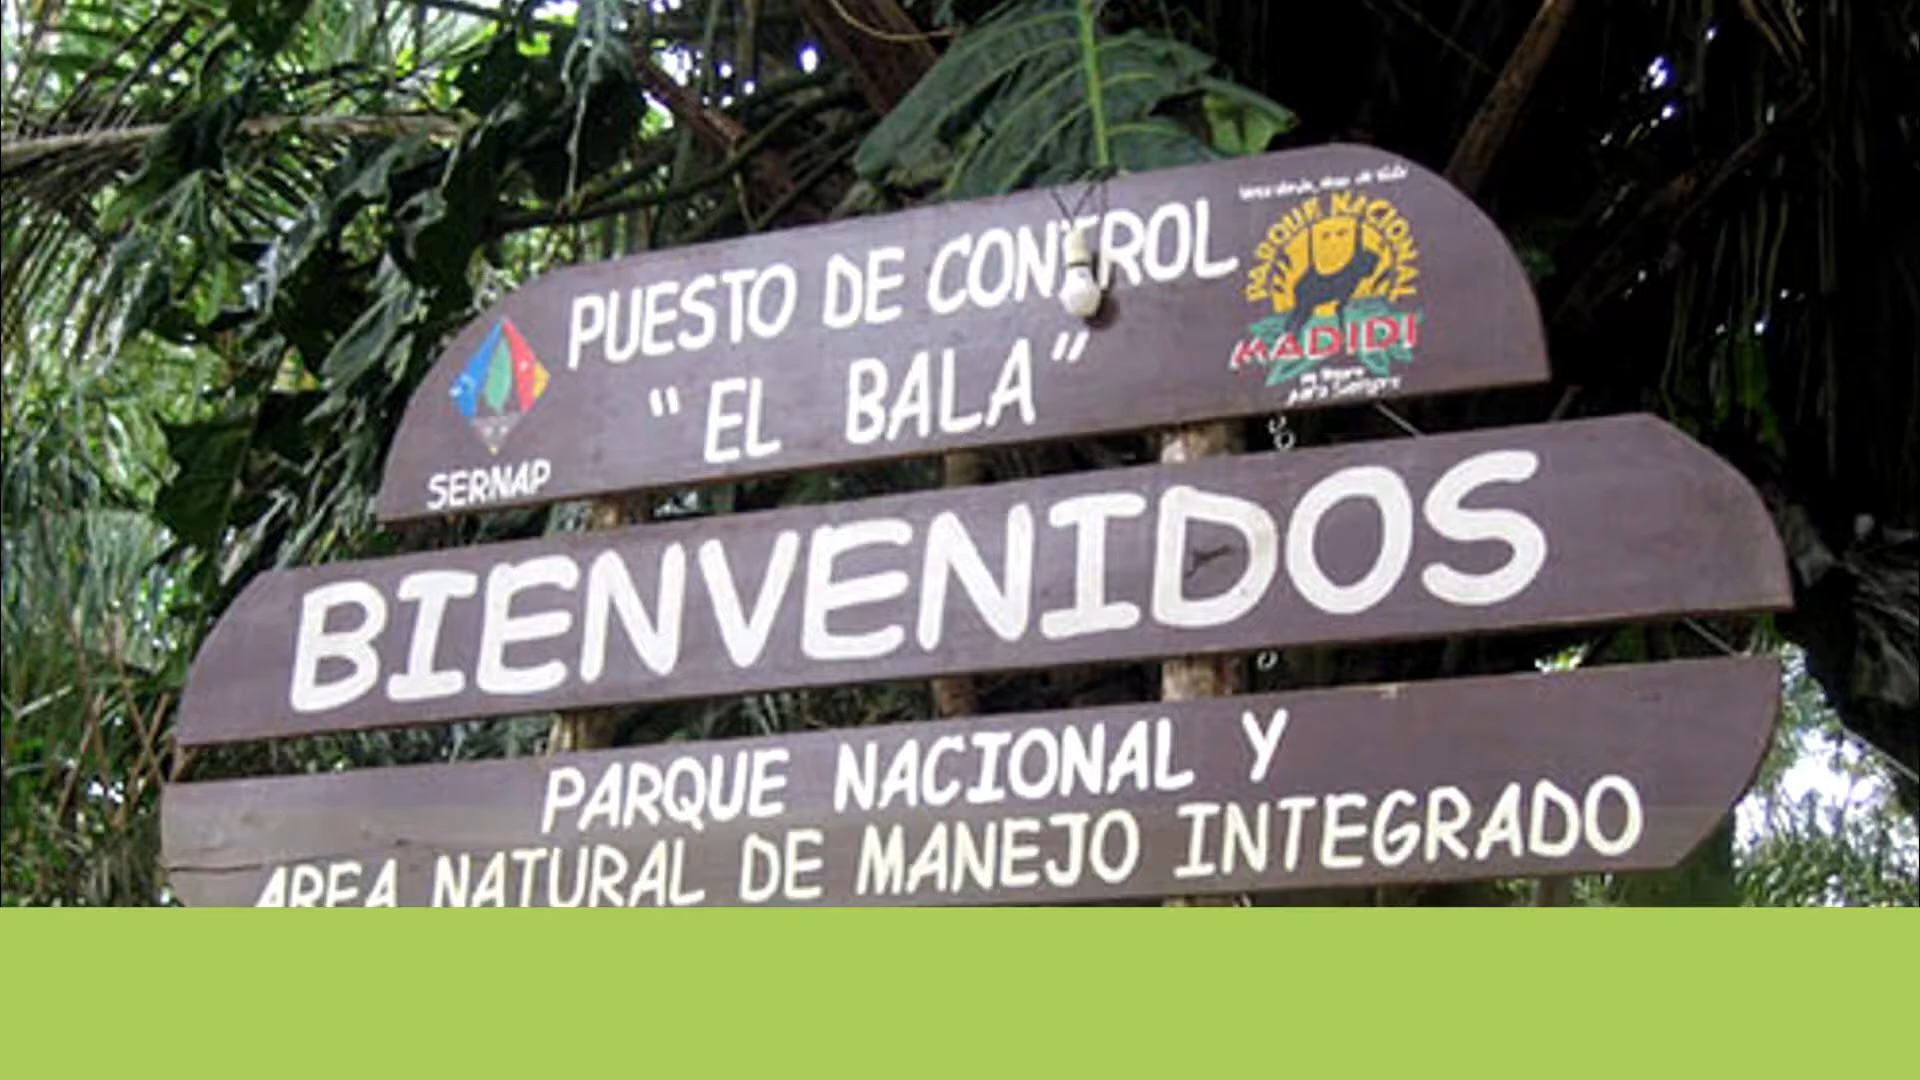 PUESTO DE CONTROL
"EL BALA"
SERNAP
PARQUE NACIONAL
MADIDI
BIENVENIDOS
PARQUE NACIONAL Y
AREA NATURAL DE MANEJO INTEGRADO